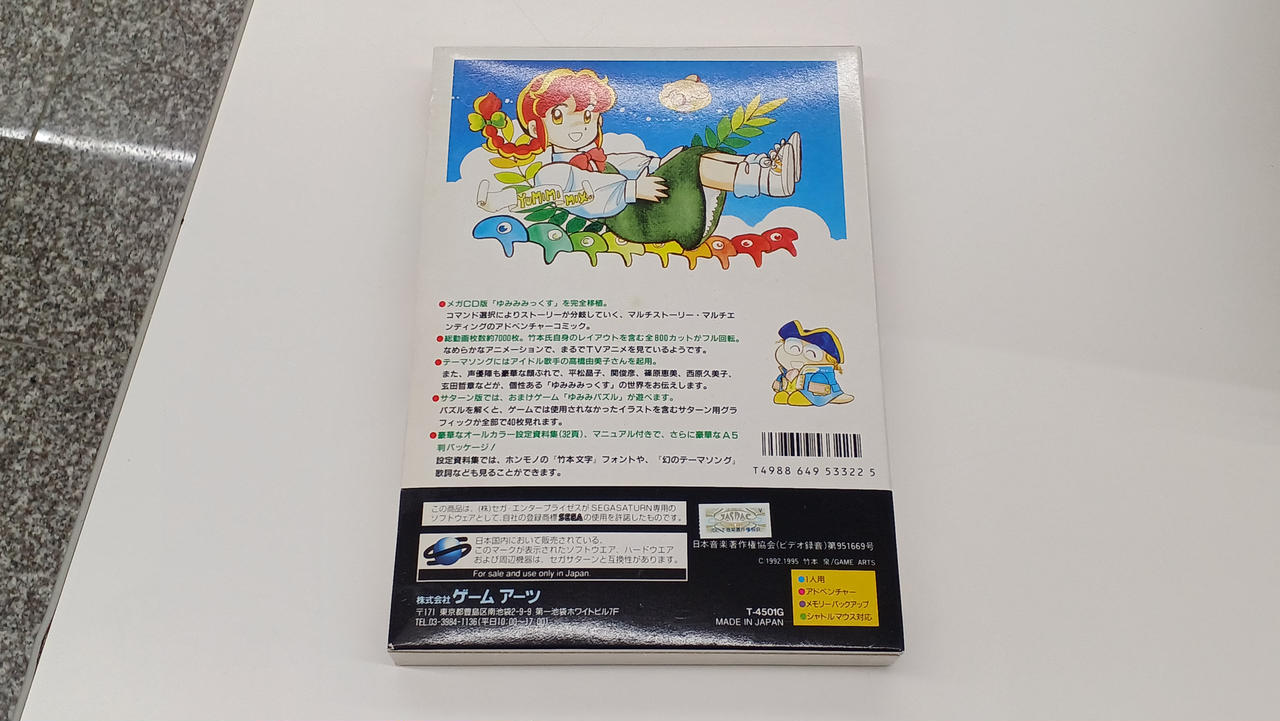 YUMIMI MIX
●メガCD版「ゆみみみっくす」を完全移植。
コマンド選択によりストーリーが分岐していく、マルチストーリー・マルチエ
ンディングのアドベンチャーコミック。
●総動画枚数約7000枚。竹本氏自身のレイアウトを含む全800カットがフル回転。
なめらかなアニメーションで、まるでTVアニメを見ているようです。
●テーマソングにはアイドル歌手の高橋由美子さんを起用。
また、声優陣も豪華な顔ぶれで、平松晶子、関俊彦、篠原恵美、西原久美子、
玄田哲章などが、個性ある「ゆみみみっくす」の世界をお伝えします。
●サターン版では、おまけゲーム「ゆみみパズル」が遊べます。
パズルを解くと、ゲームでは使用されなかったイラストを含むサターン用グラ
フィックが全部で40枚見れます。
●豪華なオールカラー設定資料集(32頁)、マニュアル付きで、さらに豪華なA5
判パッケージ!
設定資料集では、ホンモノの「竹本文字」フォントや、「幻のテーマソング」
歌詞なども見ることができます。
T4988 649 53322 5
この商品は、(株)セガ・エンタープライゼスがSEGASATURN専用の
ソフトウェアとして、自社の登録商標SEGAの使用を許諾したものです。
JASRAC
日本音楽著作権協会(ビデオ録音)第951669号
日本国内において販売されている、
このマークが表示されたソフトウエア、ハードウエア
および周辺機器は、セガサターンと互換性があります。
For sale and use only in Japan.
C 1992.1995 竹本 泉/GAME ARTS
株式会社ゲームアーツ
〒171 東京都豊島区南池袋2-9-9 第一池袋ホワイトビル7F
TEL.03-3984-1136(平日10:00~17:00)
T-4501G
MADE IN JAPAN
●1人用
●アドベンチャー
●メモリーバックアップ
●シャトルマウス対応